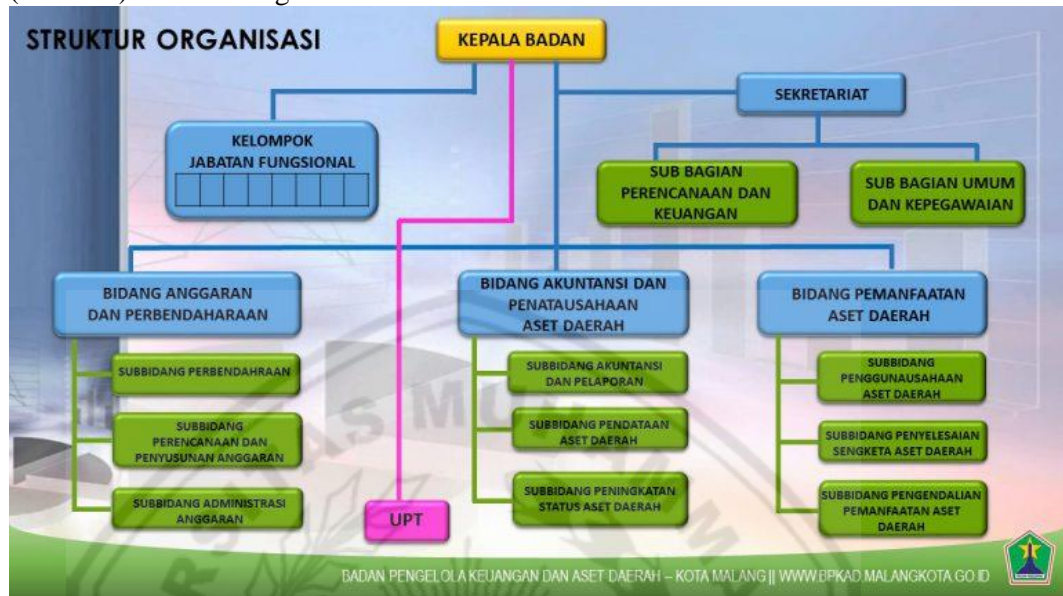 STRUKTUR ORGANISASI
KEPALA BADAN
SEKRETARIAT
KELOMPOK
JABATAN FUNGSIONAL
SUB BAGIAN
PERENCANAAN DAN
KEUANGAN
SUB BAGIAN UMUM
DAN KEPEGAWAIAN
BIDANG ANGGARAN
DAN PERBENDAHARAAN
SUBBIDANG PERBENDAHRAAN
SUBBIDANG
PERENCANAAN DAN
PENYUSUNAN ANGGARAN
SUBBIDANG ADMINISTRASI
ANGGARAN
UPT
BIDANG AKUNTANSI DAN
PENATAUSAHAAN
ASET DAERAH
SUBBIDANG AKUNTANSI
DAN PELAPORAN
SUBBIDANG PENDATAAN
ASET DAERAH
SUBBIDANG PENINGKATAN
STATUS ASET DAERAH
BIDANG PEMANFAATAN
ASET DAERAH
SUBBIDANG
PENGGUNAUSAHAAN
ASET DAERAH
SUBBIDANG PENYELESAIAN
SENGKETA ASET DAERAH
SUBBIDANG PENGENDALIAN
PEMANFAATAN ASET
DAERAH
BADAN PENGELOLA KEUANGAN DAN ASET DAERAH – KOTA MALANG || WWW.BPKAD.MALANGKOTA.GO.ID